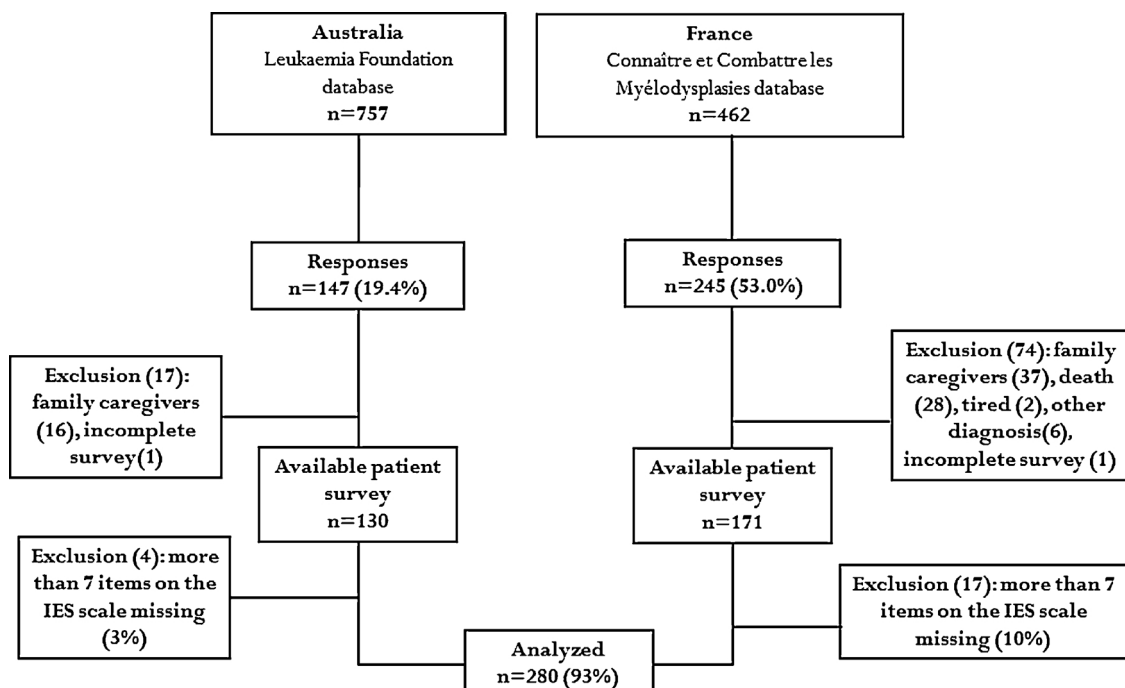 Australia
Leukaemia Foundation
database
n=757
France
Connaître et Combattre les
Myélodysplasies database
n=462
Responses
n=147 (19.4%)
Responses
n=245 (53.0%)
Exclusion (17):
family caregivers
(16), incomplete
survey(1)
Exclusion (74): family
caregivers (37), death
(28), tired (2), other
diagnosis(6),
incomplete survey (1)
Available patient
survey
n=130
Available patient
survey
n=171
Exclusion (4): more
than 7 items on the
IES scale missing
(3%)
Exclusion (17): more than 7
items on the IES scale
missing (10%)
Analyzed
n=280 (93%)